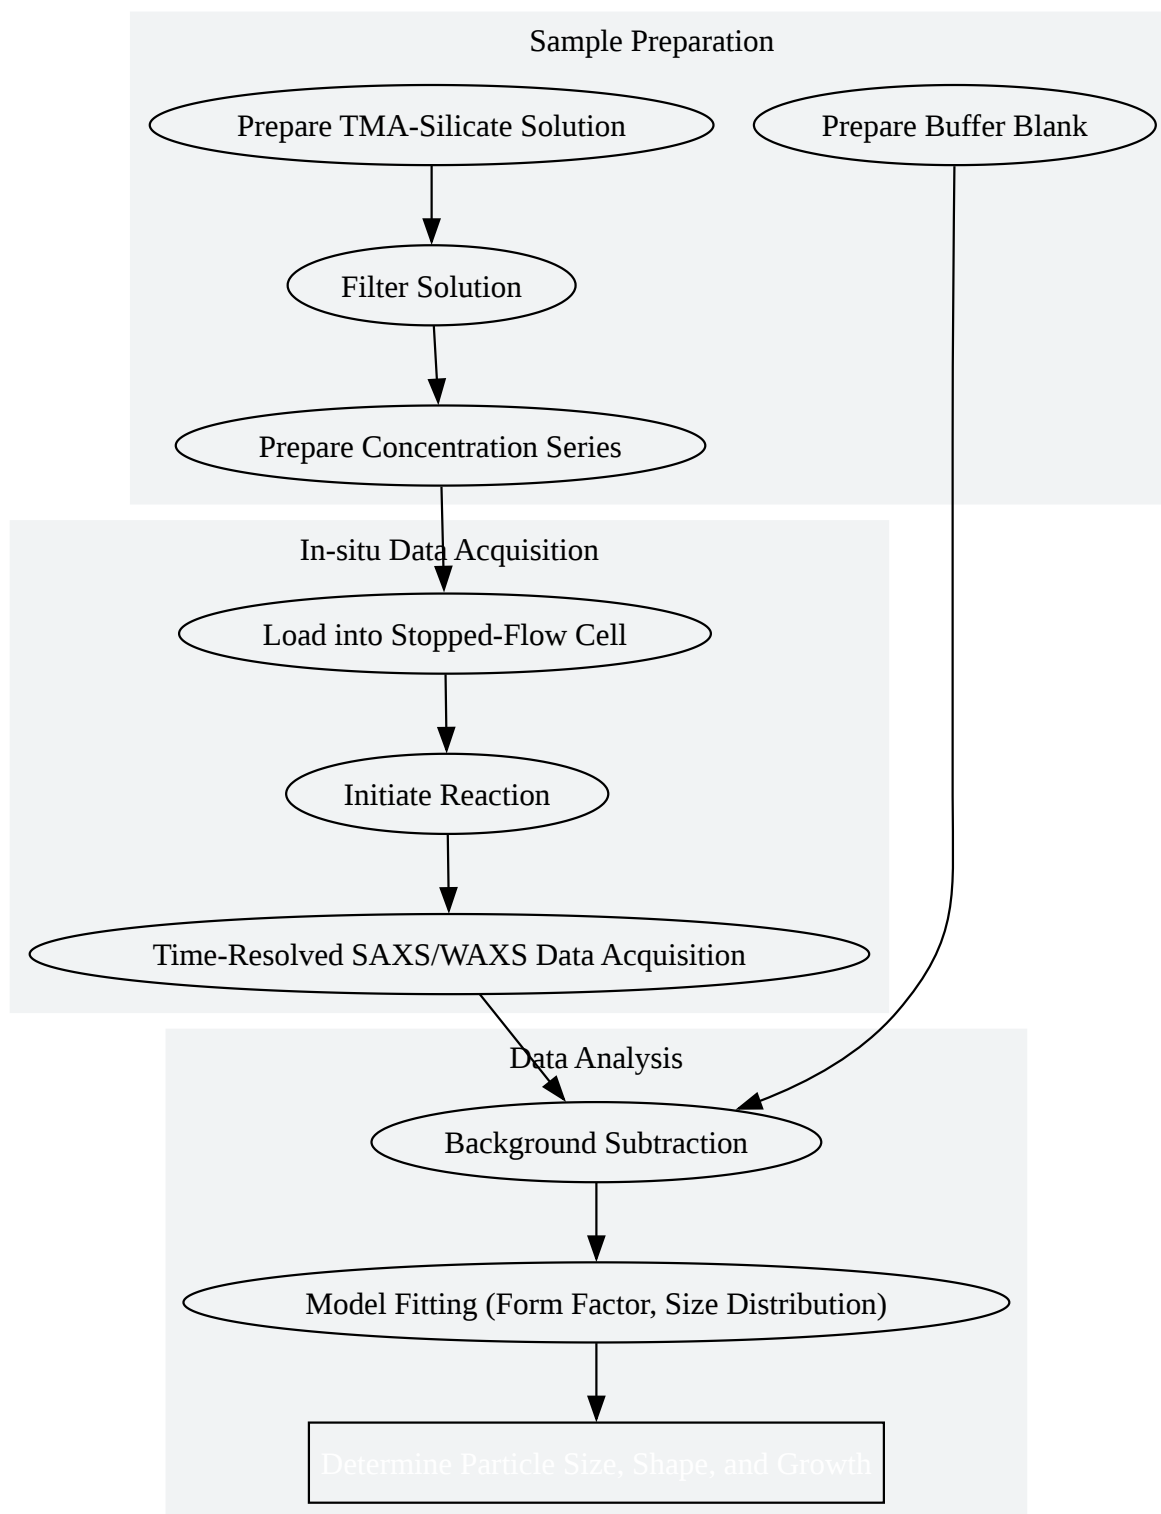 Sample Preparation
Prepare TMA-Silicate Solution
Prepare Buffer Blank
Filter Solution
Prepare Concentration Series
In-situ Data Acquisition
Load into Stopped-Flow Cell
Initiate Reaction
Time-Resolved SAXS/WAXS Data Acquisition
Data Analysis
Background Subtraction
Model Fitting (Form Factor, Size Distribution)
Determine Particle Size, Shape, and Growth